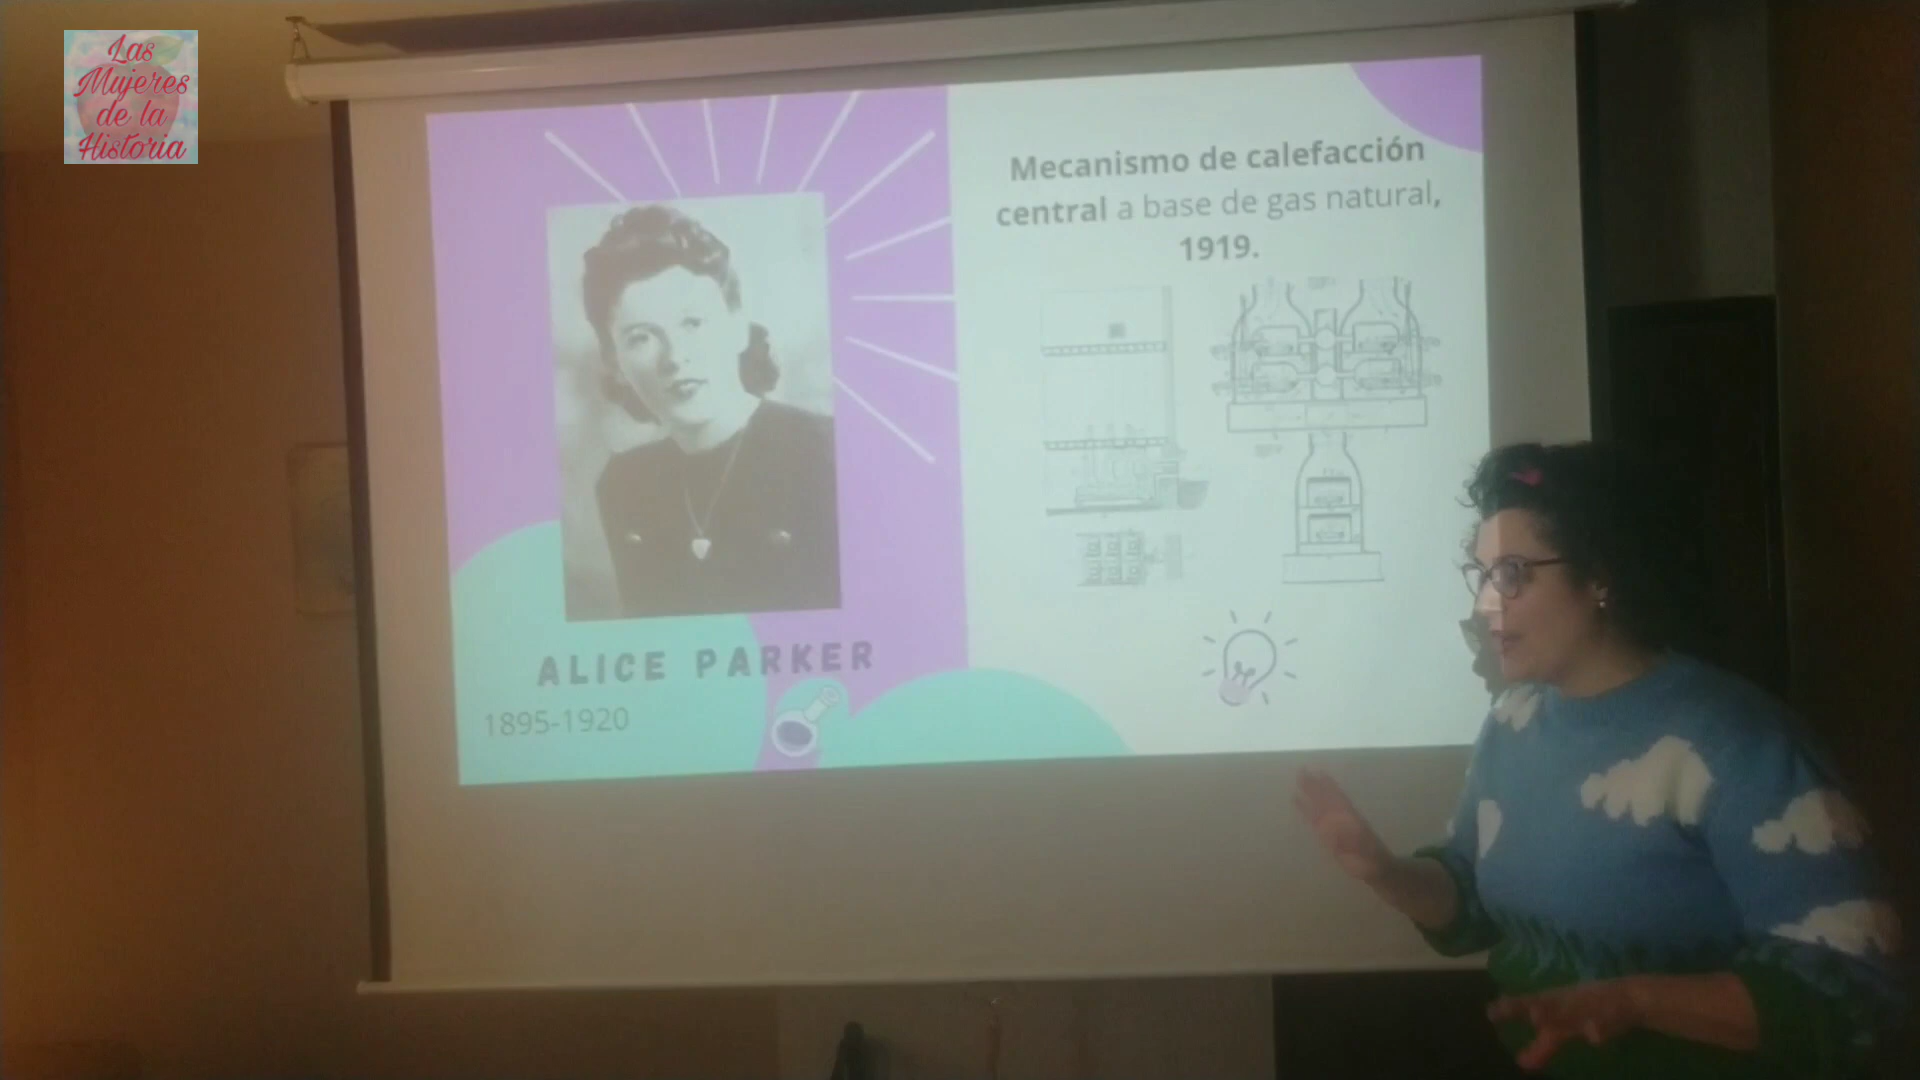 Las
Mujeres
de la
Historia
Mecanismo de calefacción
central a base de gas natural,
1919.
ALICE PARKER
1895-1920